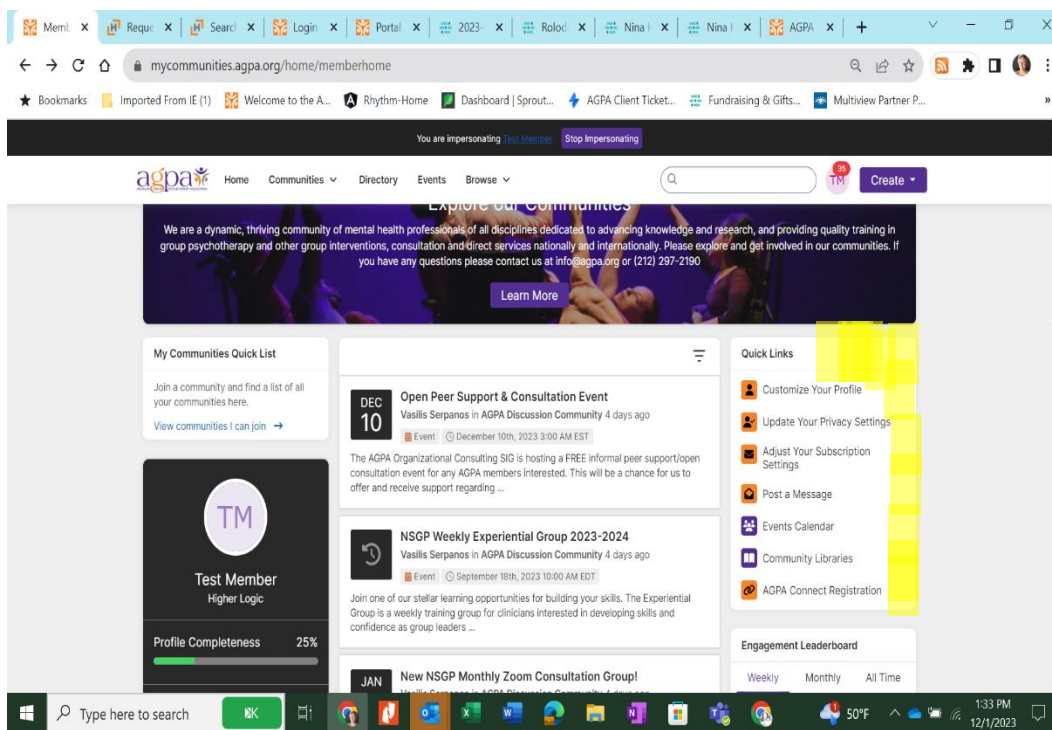 Memb
Reque
Searcl
Login
Portal
2023-
Rolod
Nina
Nina
AGPA
mycommunities.agpa.org/home/memberhome
Bookmarks
Imported From IE (1)
Welcome to the A...
Rhythm-Home
Dashboard | Sprout...
AGPA Client Ticket...
Fundraising & Gifts...
Multiview Partner P...
You are impersonating Test Member
Stop Impersonating
agpa
Home
Communities
Directory
Events
Browse
35
TM
Create
Explore our Communities
We are a dynamic, thriving community of mental health professionals of all disciplines dedicated to advancing knowledge and research, and providing quality training in
group psychotherapy and other group interventions, consultation and direct services nationally and internationally. Please explore and get involved in our communities. If
you have any questions please contact us at info@agpa.org or (212) 297-2190
Learn More
My Communities Quick List
Join a community and find a list of all
your communities here.
View communities I can join →
TM
Test Member
Higher Logic
Profile Completeness 25%
DEC
10
Open Peer Support & Consultation Event
Vasilis Serpanos in AGPA Discussion Community 4 days ago
Event
December 10th, 2023 3:00 AM EST
The AGPA Organizational Consulting SIG is hosting a FREE informal peer support/open
consultation event for any AGPA members interested. This will be a chance for us to
offer and receive support regarding ...
NSGP Weekly Experiential Group 2023-2024
Vasilis Serpanos in AGPA Discussion Community 4 days ago
Event
September 18th, 2023 10:00 AM EDT
Join one of our stellar learning opportunities for building your skills. The Experiential
Group is a weekly training group for clinicians interested in developing skills and
confidence as group leaders ...
JAN
New NSGP Monthly Zoom Consultation Group!
Quick Links
Customize Your Profile
Update Your Privacy Settings
Adjust Your Subscription
Settings
Post a Message
Events Calendar
Community Libraries
AGPA Connect Registration
Engagement Leaderboard
Weekly
Monthly
All Time
Type here to search
50°F
1:33 PM
12/1/2023